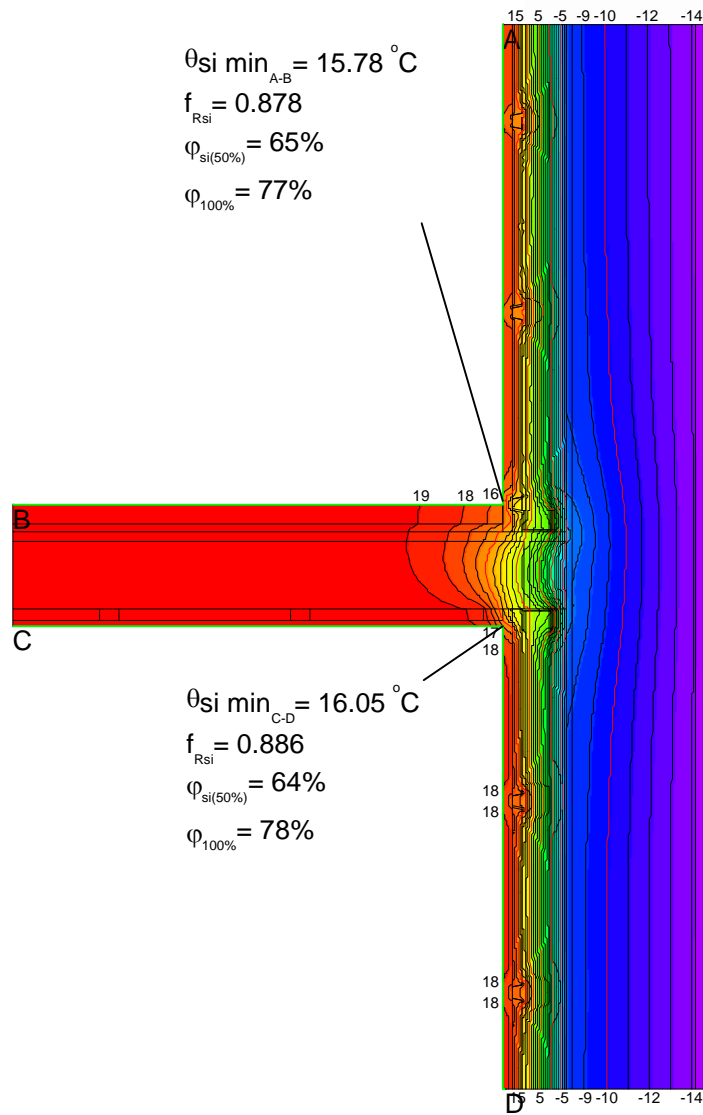 15 5 -5 -9 -10 -12 -14
A
θsi min A-B = 15.78 °C
fRsi = 0.878
φsi(50%) = 65%
φ100% = 77%
19 18 16
B
C
17
18
θsi min C-D = 16.05 °C
fRsi = 0.886
φsi(50%) = 64%
φ100% = 78%
18
18
18
18
D
15 5 -5 -9 -10 -12 -14